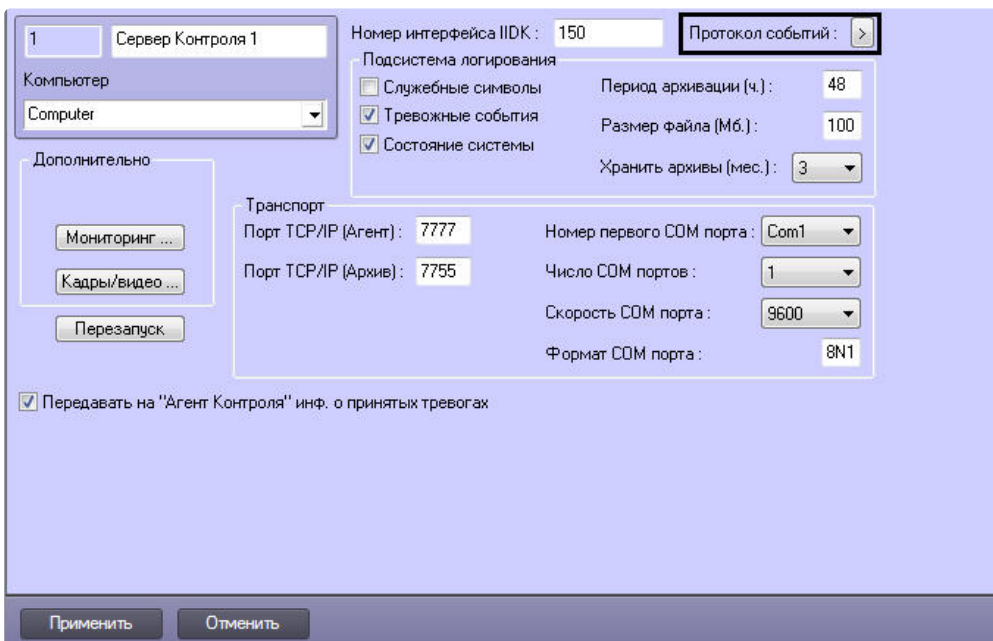 1 Сервер Контроля 1
Компьютер
Computer
Номер интерфейса IIDK : 150
Протокол событий : >
Подсистема логирования
Служебные символы
Тревожные события
Состояние системы
Период архивации (ч.) : 48
Размер файла (Мб.) : 100
Хранить архивы (мес.) : 3
Дополнительно
Мониторинг ...
Кадры/видео ...
Перезапуск
Транспорт
Порт TCP/IP (Агент) : 7777
Порт TCP/IP (Архив) : 7755
Номер первого COM порта : Com1
Число COM портов : 1
Скорость COM порта : 9600
Формат COM порта : 8N1
Передавать на "Агент Контроля" инф. о принятых тревогах
Применить Отменить